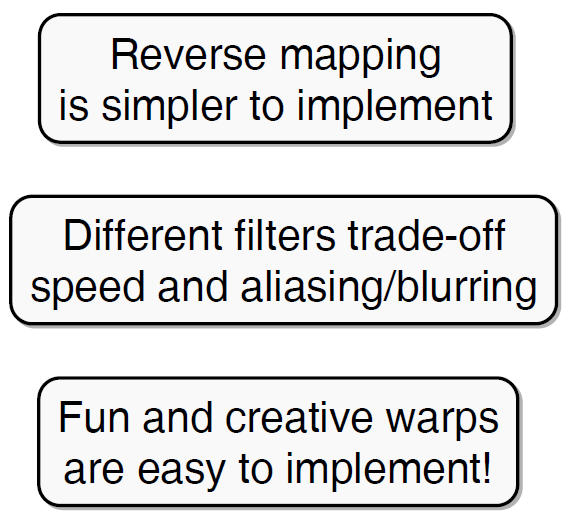 Reverse mapping
is simpler to implement
Different filters trade-off
speed and aliasing/blurring
Fun and creative warps
are easy to implement!